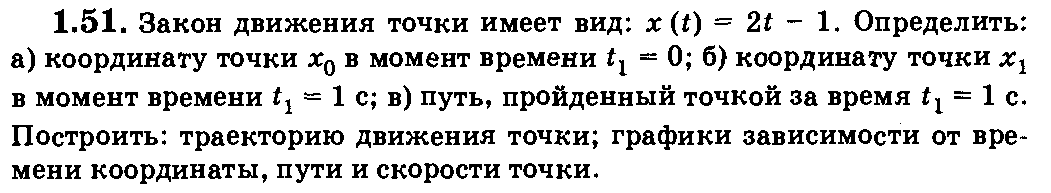 1.51. Закон движения точки имеет вид: x (t) = 2t − 1. Определить:
а) координату точки x₀ в момент времени t₁ = 0; б) координату точки x₁
в момент времени t₁ = 1 с; в) путь, пройденный точкой за время t₁ = 1 с.
Построить: траекторию движения точки; графики зависимости от вре-
мени координаты, пути и скорости точки.